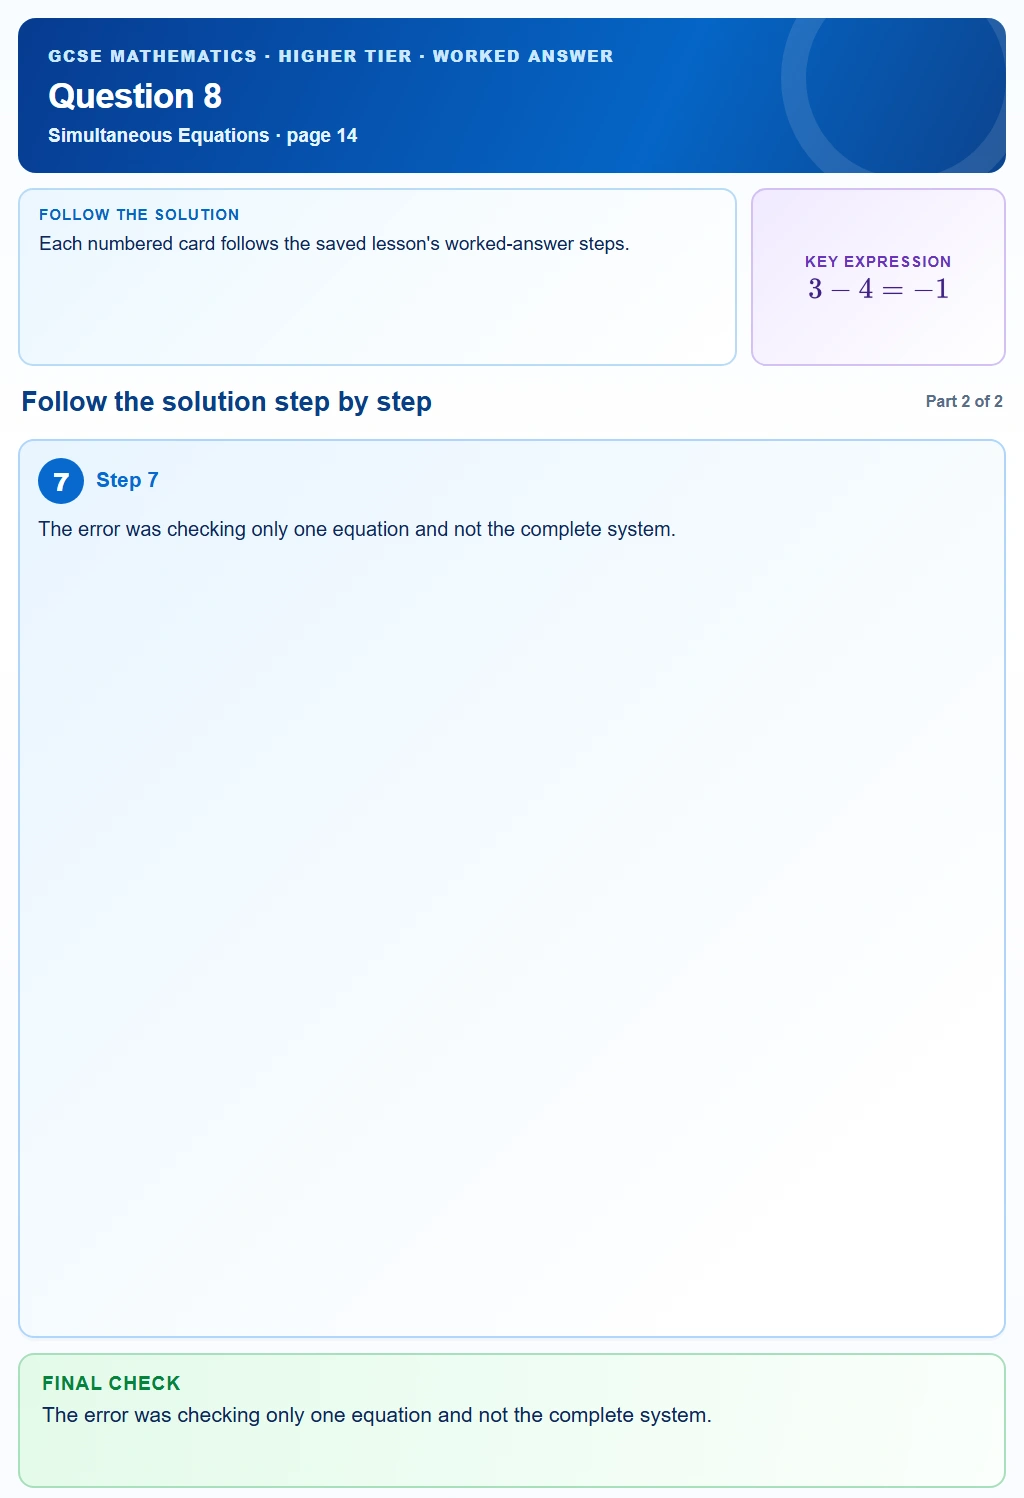 GCSE MATHEMATICS · HIGHER TIER · WORKED ANSWER
Question 8
Simultaneous Equations · page 14
FOLLOW THE SOLUTION
Each numbered card follows the saved lesson's worked-answer steps.
KEY EXPRESSION
3 − 4 = −1
Follow the solution step by step
Part 2 of 2
7 Step 7
The error was checking only one equation and not the complete system.
FINAL CHECK
The error was checking only one equation and not the complete system.